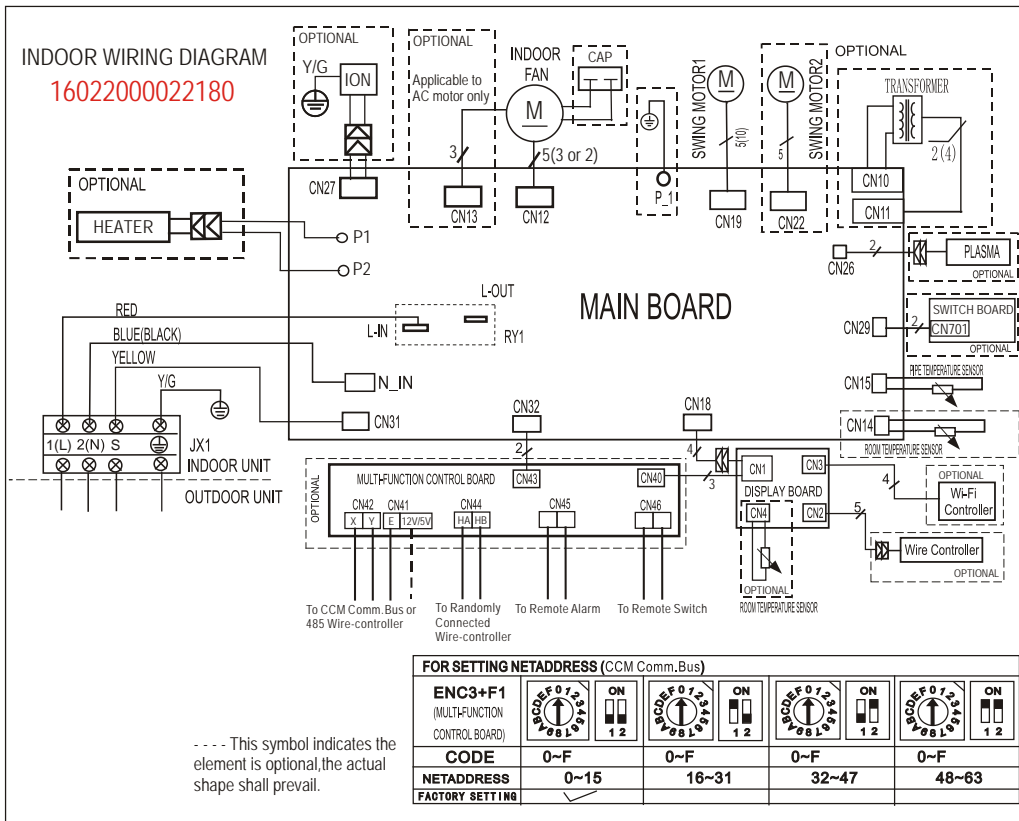 INDOOR WIRING DIAGRAM
16022000022180
OPTIONAL
Y/G
ION
CN27
OPTIONAL
Applicable to
AC motor only
3
CN13
INDOOR
FAN
M
5(3 or 2)
CN12
CAP
P_1
SWING MOTOR1
M
5(10)
CN19
M
SWING MOTOR2
5
CN22
OPTIONAL
TRANSFORMER
2(4)
CN10
CN11
OPTIONAL
HEATER
P1
P2
CN26
2
PLASMA
OPTIONAL
L-OUT
L-IN
RY1
MAIN BOARD
CN29
2
SWITCH BOARD
CN701
OPTIONAL
RED
BLUE(BLACK)
YELLOW
Y/G
N_IN
CN31
CN15
PIPE TEMPERATURE SENSOR
CN14
ROOM TEMPERATURE SENSOR
1(L) 2(N) S
JX1
INDOOR UNIT
OUTDOOR UNIT
CN32
2
CN18
4
OPTIONAL
MULTI-FUNCTION CONTROL BOARD
CN43
CN40
3
CN42 CN41 CN44 CN45 CN46
X Y E 12V/5V HA HB
CN1
CN3
DISPLAY BOARD
CN4
CN2
OPTIONAL
ROOM TEMPERATURE SENSOR
4
OPTIONAL
Wi-Fi
Controller
5
Wire Controller
OPTIONAL
To CCM Comm.Bus or
485 Wire-controller
To Randomly
Connected
Wire-controller
To Remote Alarm
To Remote Switch
FOR SETTING NETADDRESS (CCM Comm.Bus)
ENC3+F1
(MULTI-FUNCTION
CONTROL BOARD)
0123456789ABCDEF ON 1 2
0123456789ABCDEF ON 1 2
0123456789ABCDEF ON 1 2
0123456789ABCDEF ON 1 2
CODE 0~F 0~F 0~F 0~F
NETADDRESS 0~15 16~31 32~47 48~63
FACTORY SETTING
- - - - This symbol indicates the
element is optional,the actual
shape shall prevail.